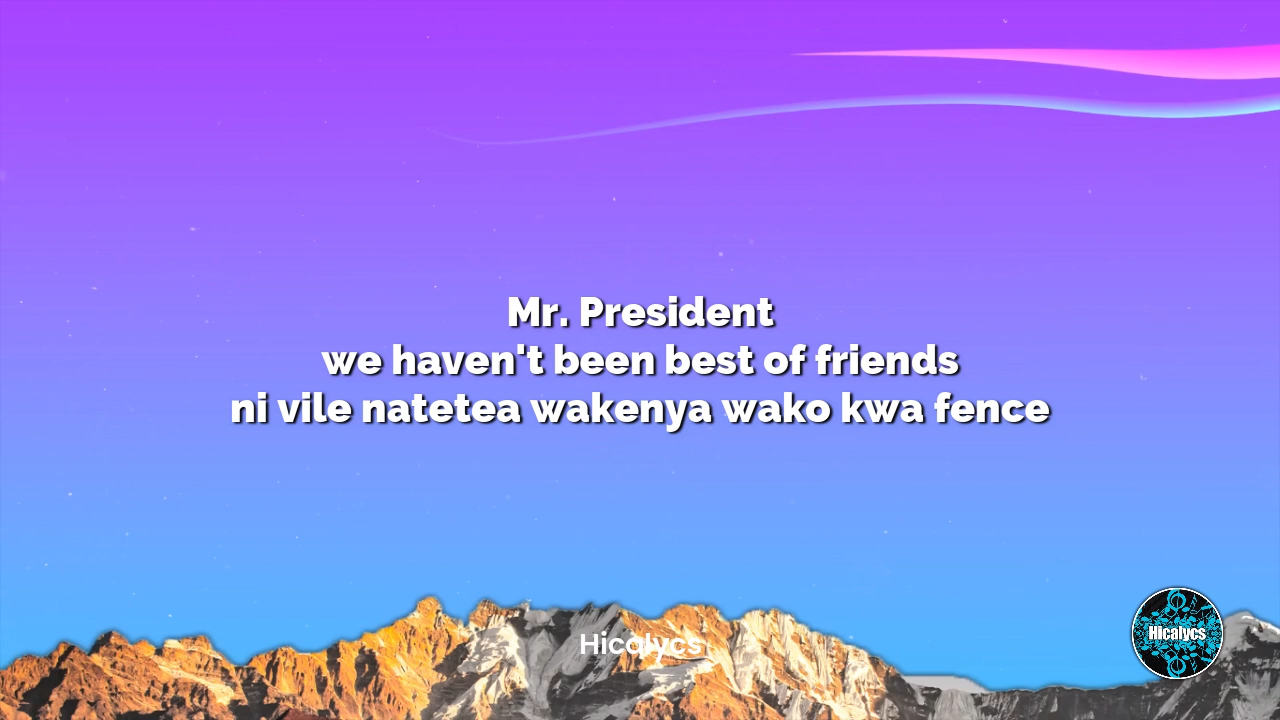 Mr. President
we haven't been best of friends
ni vile natetea wakenya wako kwa fence
Hicalycs
Hicalycs